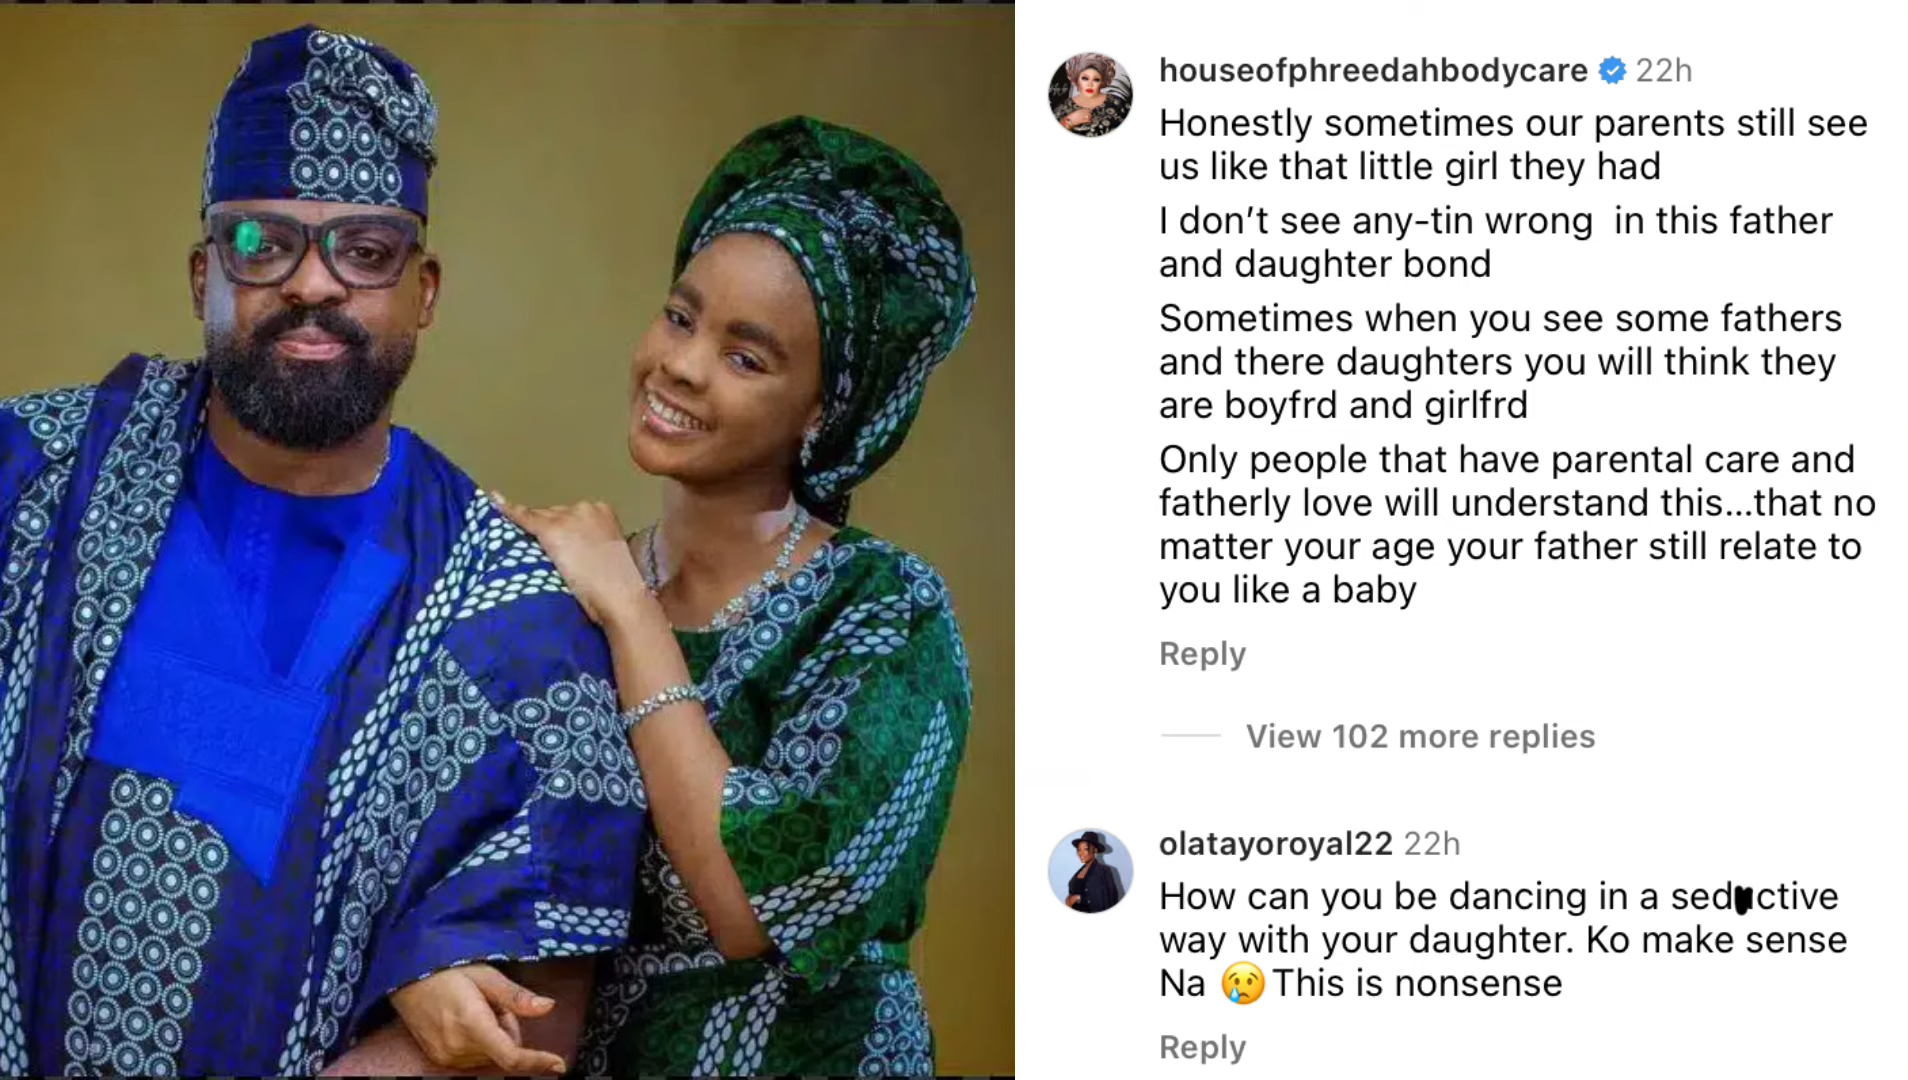 houseofphreedahbodycare 22h
Honestly sometimes our parents still see
us like that little girl they had
I don’t see any-tin wrong  in this father
and daughter bond
Sometimes when you see some fathers
and there daughters you will think they
are boyfrd and girlfrd
Only people that have parental care and
fatherly love will understand this...that no
matter your age your father still relate to
you like a baby
Reply
View 102 more replies
olatayoroyal22 22h
How can you be dancing in a seductive
way with your daughter. Ko make sense
Na 😢 This is nonsense
Reply